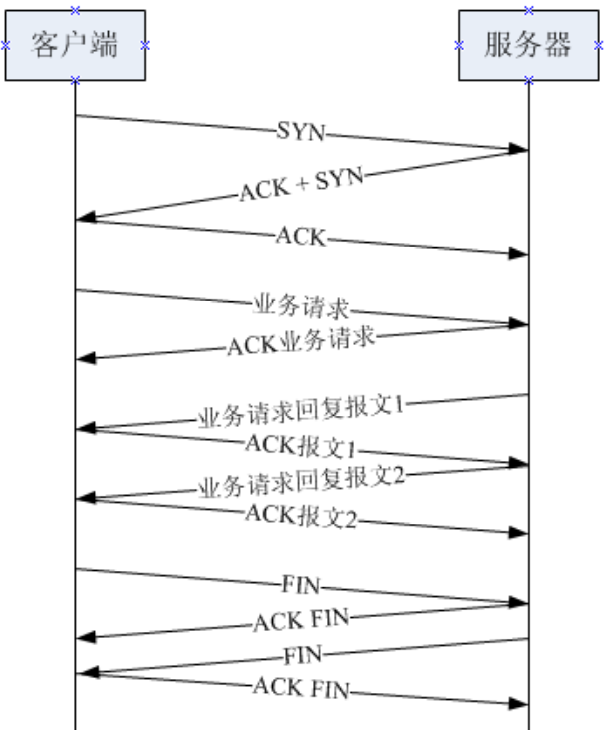 客户端
服务器
SYN
ACK + SYN
ACK
业务请求
ACK业务请求
业务请求回复报文1
ACK报文1
业务请求回复报文2
ACK报文2
FIN
ACK FIN
FIN
ACK FIN